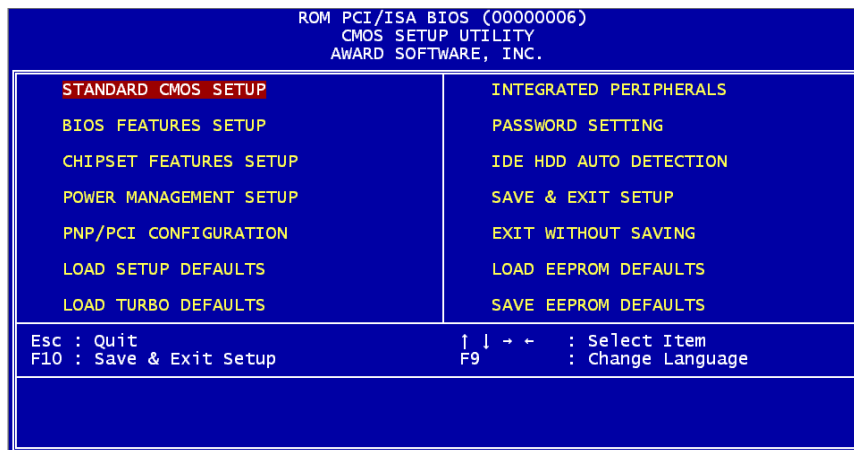 ROM PCI/ISA BIOS (00000006)
CMOS SETUP UTILITY
AWARD SOFTWARE, INC.
STANDARD CMOS SETUP
BIOS FEATURES SETUP
CHIPSET FEATURES SETUP
POWER MANAGEMENT SETUP
PNP/PCI CONFIGURATION
LOAD SETUP DEFAULTS
LOAD TURBO DEFAULTS
INTEGRATED PERIPHERALS
PASSWORD SETTING
IDE HDD AUTO DETECTION
SAVE & EXIT SETUP
EXIT WITHOUT SAVING
LOAD EEPROM DEFAULTS
SAVE EEPROM DEFAULTS
Esc : Quit
F10 : Save & Exit Setup
↑ ↓ → ← : Select Item
F9 : Change Language